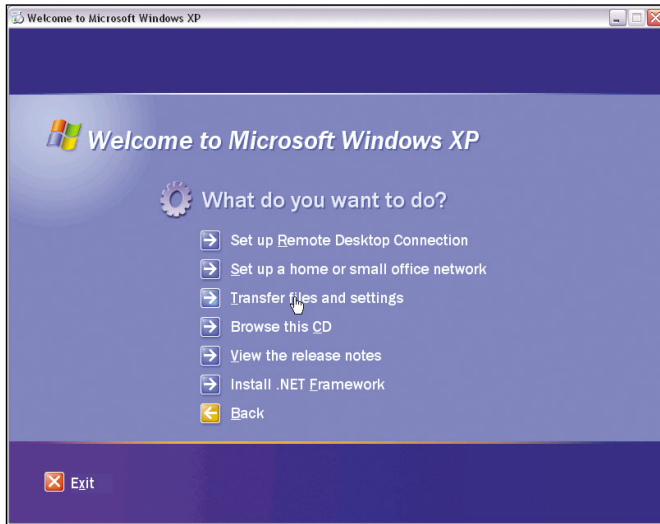 Welcome to Microsoft Windows XP
Welcome to Microsoft Windows XP
What do you want to do?
Set up Remote Desktop Connection
Set up a home or small office network
Transfer files and settings
Browse this CD
View the release notes
Install .NET Framework
Back
Exit